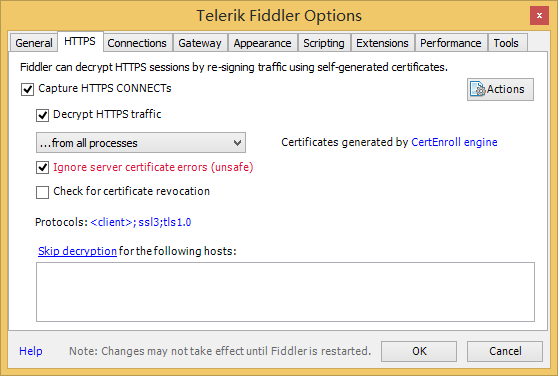 Telerik Fiddler Options
x
General HTTPS Connections Gateway Appearance Scripting Extensions Performance Tools
Fiddler can decrypt HTTPS sessions by re-signing traffic using self-generated certificates.
Capture HTTPS CONNECTs Actions
Decrypt HTTPS traffic
...from all processes Certificates generated by CertEnroll engine
Ignore server certificate errors (unsafe)
Check for certificate revocation
Protocols: <client>; ssl3;tls1.0
Skip decryption for the following hosts:
Help Note: Changes may not take effect until Fiddler is restarted. OK Cancel